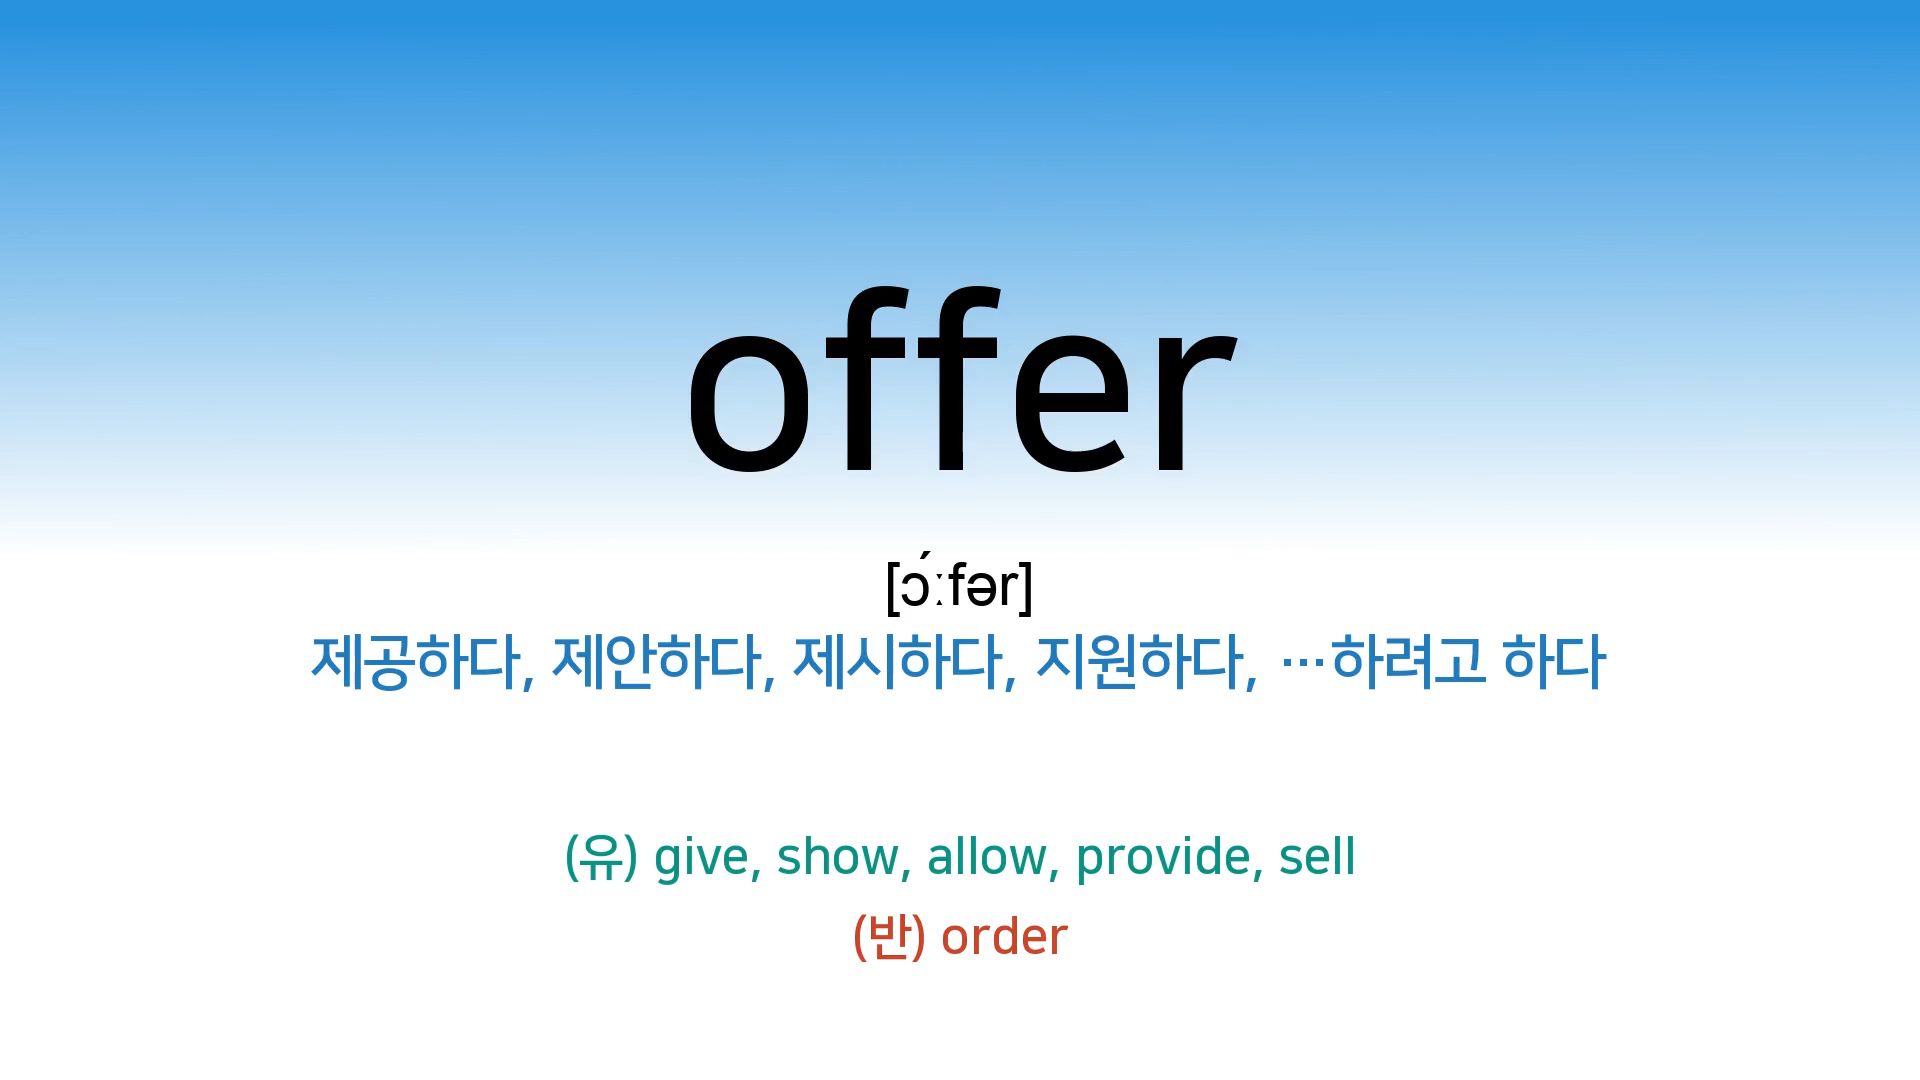 offer
[ɔ́ːfər]
제공하다, 제안하다, 제시하다, 지원하다, …하려고 하다
(유) give, show, allow, provide, sell
(반) order